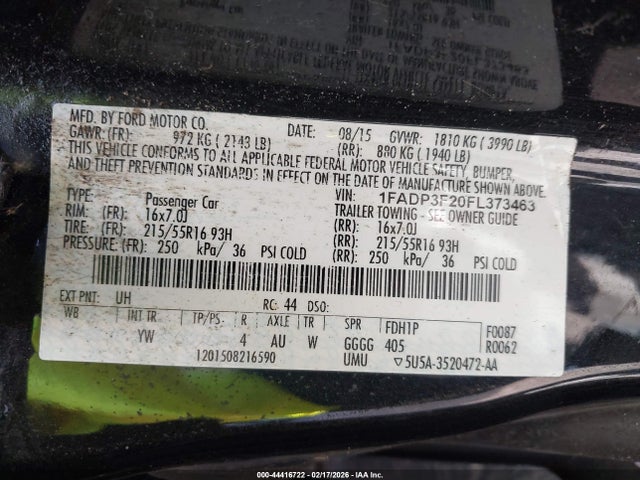 MFD. BY FORD MOTOR CO. DATE: 08/15 GVWR: 1810 KG ( 3990 LB)
GAWR: (FR): 972 KG ( 2143 LB) (RR): 880 KG ( 1940 LB)
THIS VEHICLE CONFORMS TO ALL APPLICABLE FEDERAL MOTOR VEHICLE SAFETY, BUMPER,
AND THEFT PREVENTION STANDARDS IN EFFECT ON THE DATE OF MANUFACTURE SHOWN ABOVE.
VIN: 1FADP3F20FL373463
TYPE: Passenger Car TRAILER TOWING - SEE OWNER GUIDE
RIM: (FR): 16x7.0J (RR): 16x7.0J
TIRE: (FR): 215/55R16 93H (RR): 215/55R16 93H
PRESSURE: (FR): 250 kPa/ 36 PSI COLD (RR): 250 kPa/ 36 PSI COLD
EXT PNT: UH RC: 44 DSO:
WB INT TR TP/PS R AXLE TR SPR FDH1P F0087
YW 4 AU W GGGG 405 R0062
1201508216590 UMU 5U5A-3520472-AA
000-44416722 - 02/17/2026 - IAA Inc.